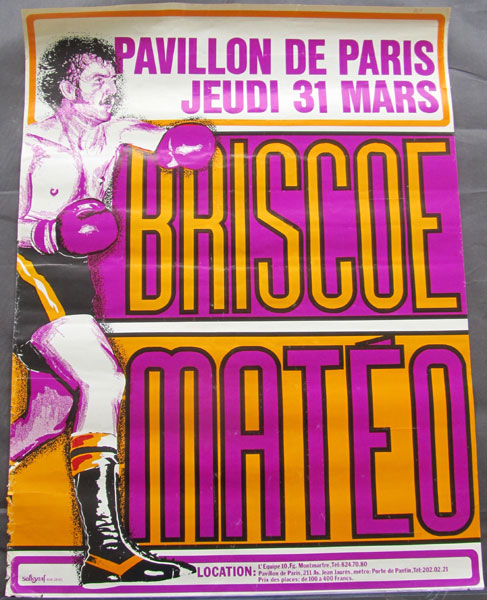 PAVILLON DE PARIS
JEUDI 31 MARS
BRISCOE
MATÉO
LOCATION:
L'Equipe 10, Fg. Montmartre, Tél: 824.70.80
Pavillon de Paris, 211 Av. Jean Jaurès, métro: Porte de Pantin, Tél: 202.02.21
Prix des places: de 100 à 400 Francs.